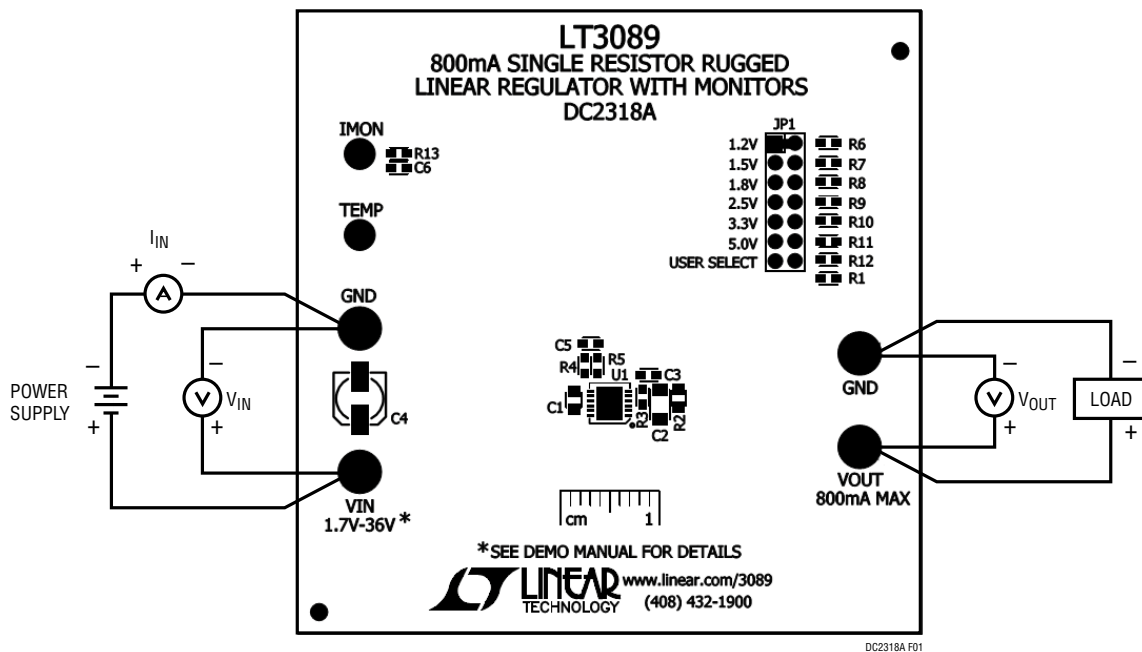 LT3089
800mA SINGLE RESISTOR RUGGED
LINEAR REGULATOR WITH MONITORS
DC2318A
IMON
R13
C6
TEMP
JP1
1.2V R6
1.5V R7
1.8V R8
2.5V R9
3.3V R10
5.0V R11
USER SELECT R12
R1
IIN
+ −
A
GND
−
POWER
SUPPLY
+
−
V VIN
+
C4
VIN
1.7V-36V *
C5
R4 R5
U1
C3
C1
R3
C2
R2
GND
−
V VOUT
+
−
LOAD
+
VOUT
800mA MAX
cm 1
*SEE DEMO MANUAL FOR DETAILS
LINEAR
TECHNOLOGY
www.linear.com/3089
(408) 432-1900
DC2318A F01